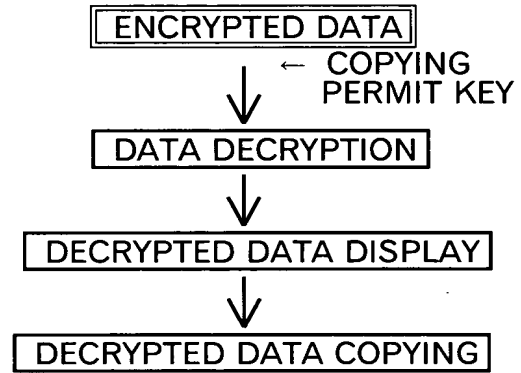 ENCRYPTED DATA
← COPYING
PERMIT KEY
DATA DECRYPTION
DECRYPTED DATA DISPLAY
DECRYPTED DATA COPYING